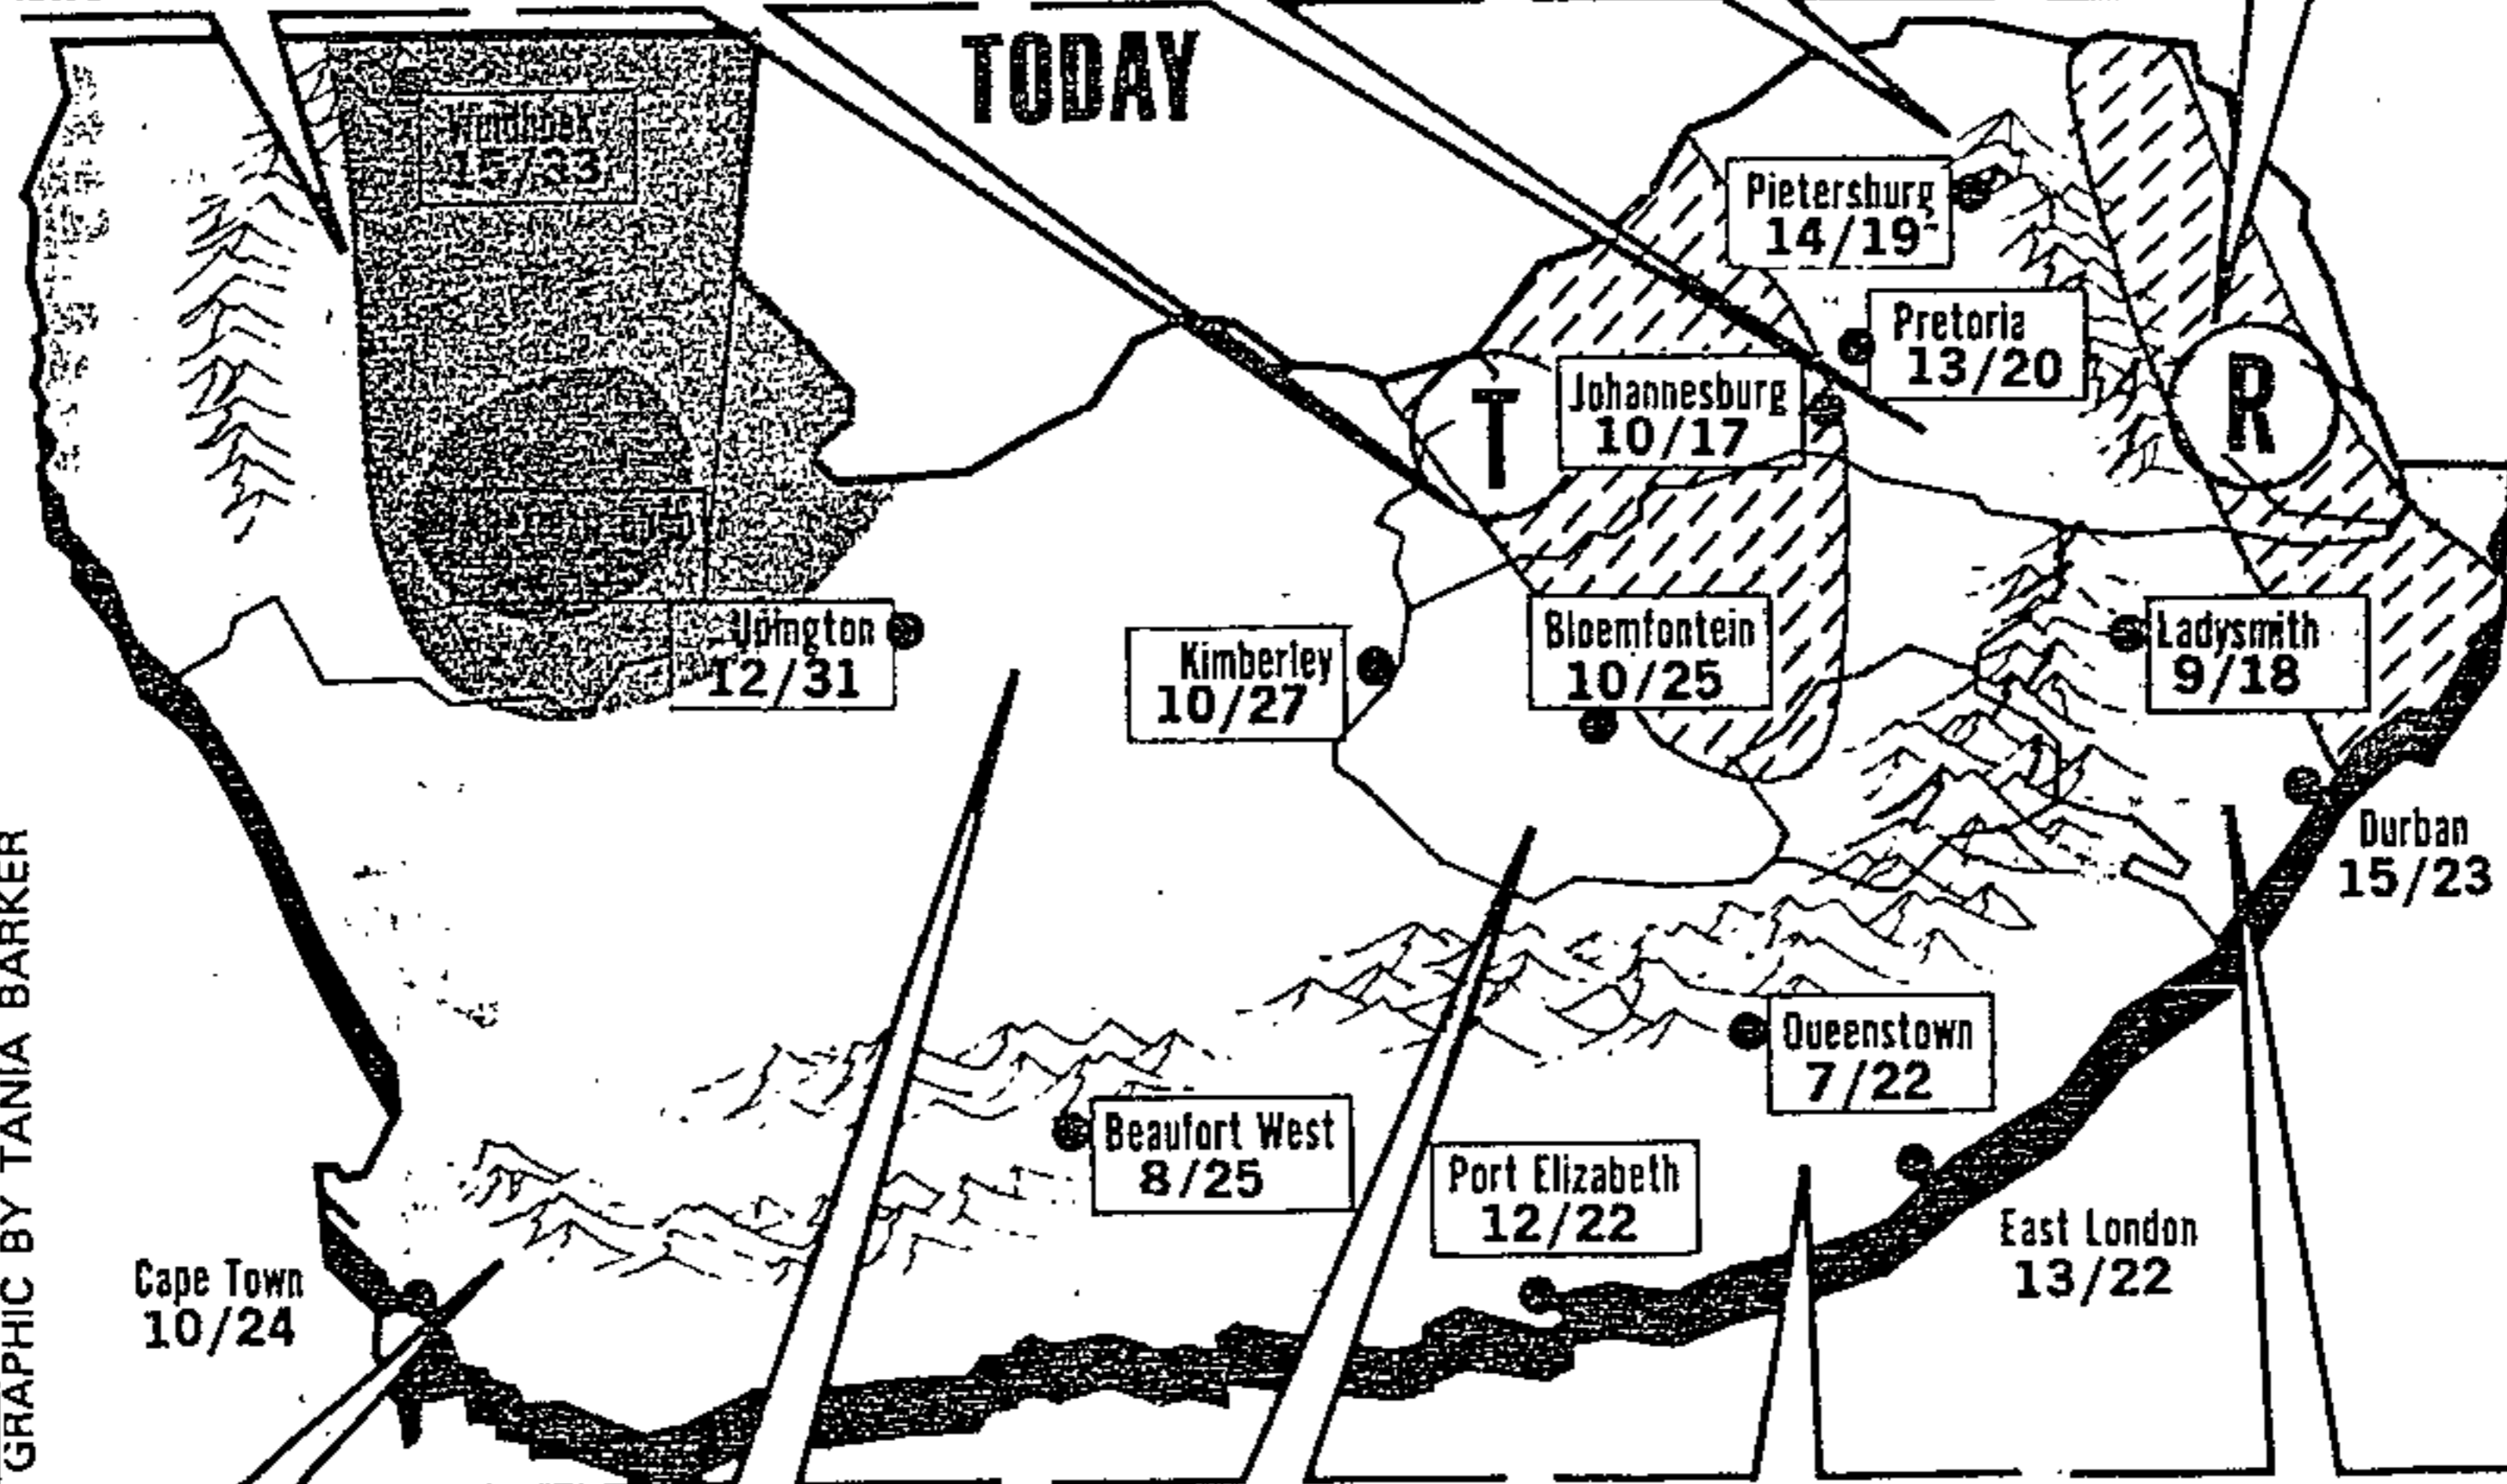 TODAY
15/33
Pietersburg
14/19
Pretoria
13/20
R
T
Johannesburg
10/17
Upington
12/31
Kimberley
10/27
Bloemfontein
10/25
Ladysmith
9/18
Durban
15/23
Queenstown
7/22
Beaufort West
8/25
Port Elizabeth
12/22
East London
13/22
Cape Town
10/24
GRAPHIC BY TANIA BARKER